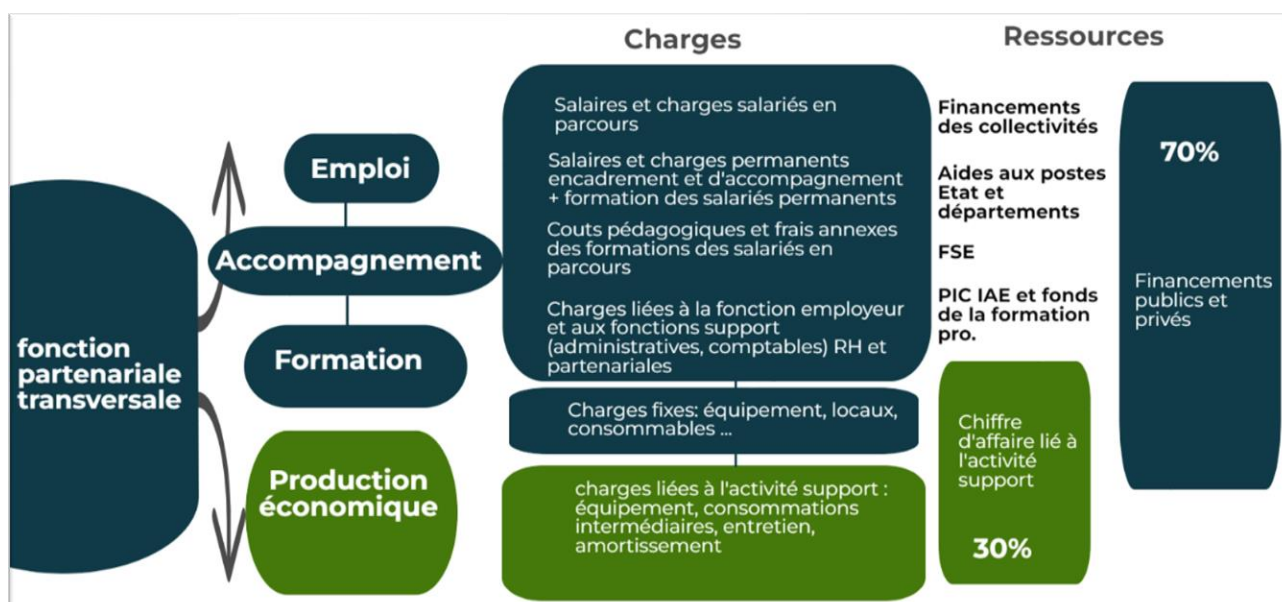 Charges
Ressources
fonction
partenariale
transversale
Emploi
Accompagnement
Formation
Production
économique
Salaires et charges salariés en
parcours
Salaires et charges permanents
encadrement et d'accompagnement
+ formation des salariés permanents
Couts pédagogiques et frais annexes
des formations des salariés en
parcours
Charges liées à la fonction employeur
et aux fonctions support
(administratives, comptables) RH et
partenariales
Charges fixes: équipement, locaux,
consommables ...
charges liées à l'activité support :
équipement, consommations
intermédiaires, entretien,
amortissement
Financements
des collectivités
Aides aux postes
Etat et
départements
FSE
PIC IAE et fonds
de la formation
pro.
Chiffre
d'affaire lié à
l'activité
support
30%
70%
Financements
publics et
privés